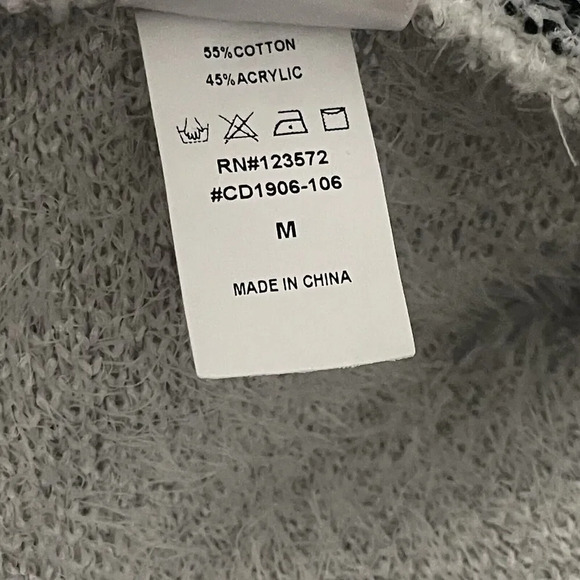 55%COTTON
45%ACRYLIC
RN#123572
#CD1906-106
M
MADE IN CHINA